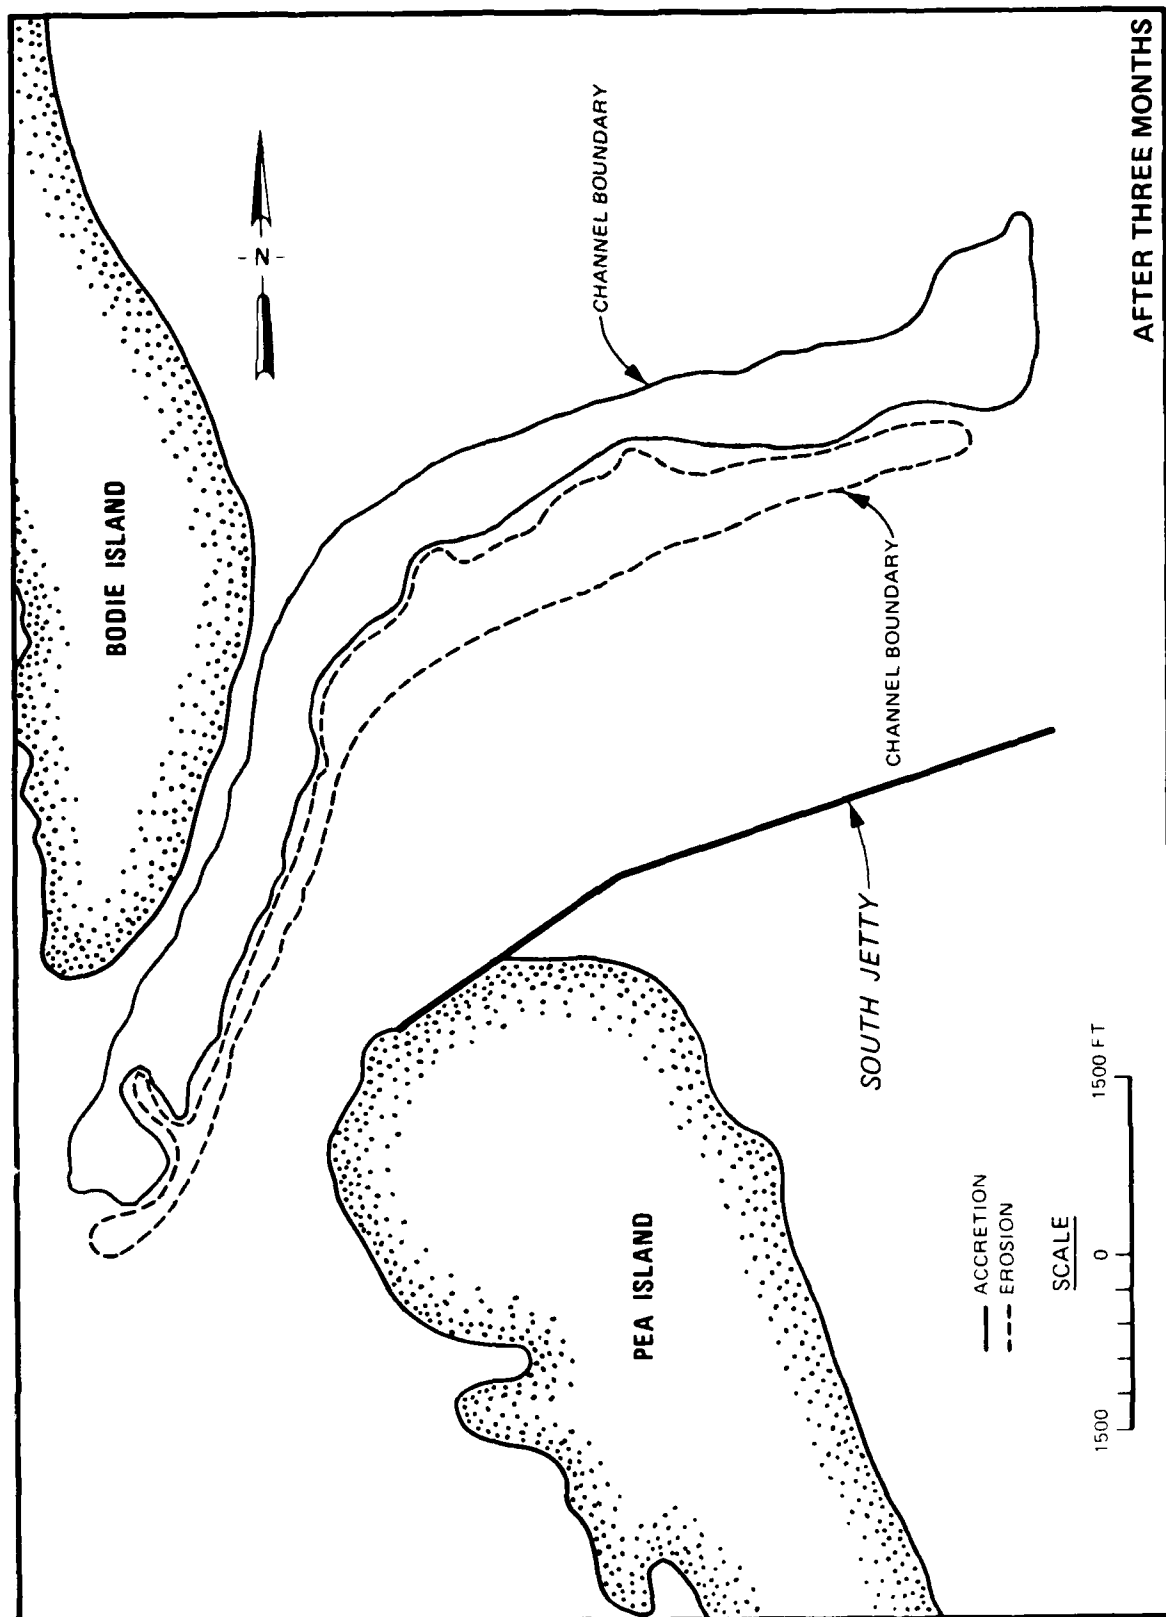 BODIE ISLAND
- N -
CHANNEL BOUNDARY
CHANNEL BOUNDARY
SOUTH JETTY
PEA ISLAND
ACCRETION
EROSION
SCALE
1500 0 1500 FT
AFTER THREE MONTHS